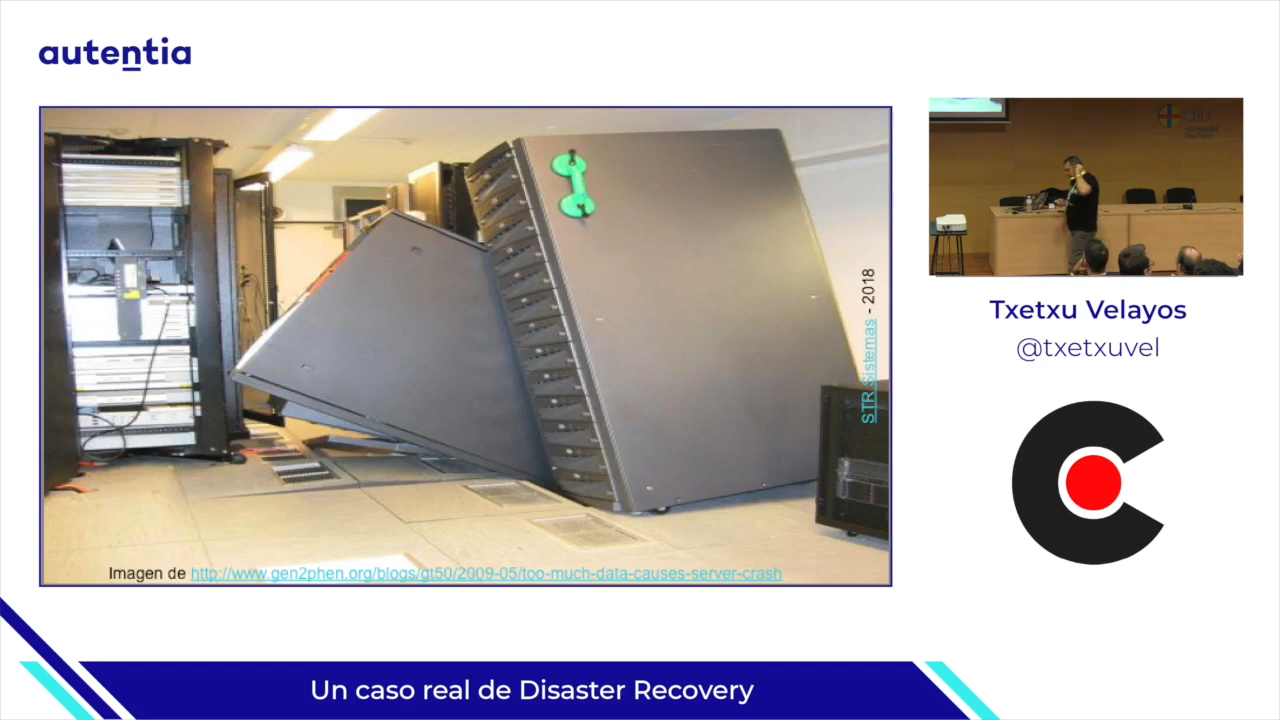 autentia
STR Sistemas - 2018
Imagen de http://www.gen2phen.org/blogs/gt50/2009-05/too-much-data-causes-server-crash
CEU
Txetxu Velayos
@txetxuvel
Un caso real de Disaster Recovery